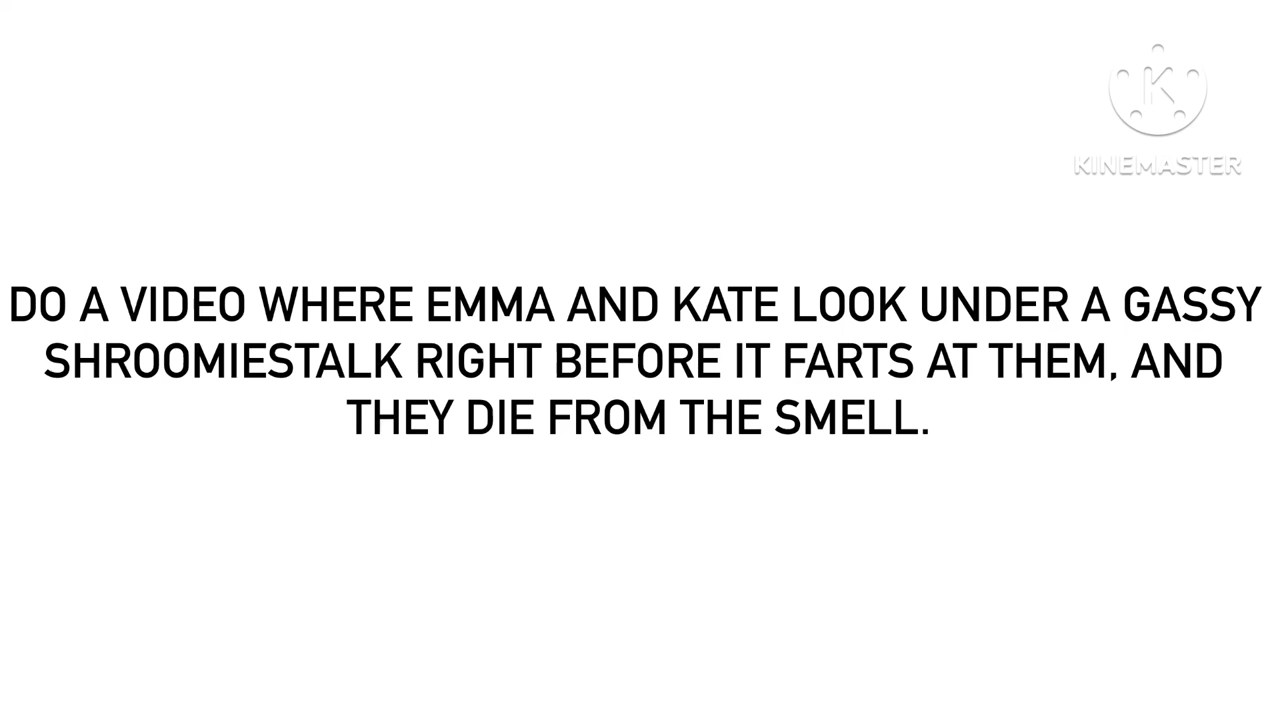 KINEMASTER
DO A VIDEO WHERE EMMA AND KATE LOOK UNDER A GASSY
SHROOMIESTALK RIGHT BEFORE IT FARTS AT THEM, AND
THEY DIE FROM THE SMELL.